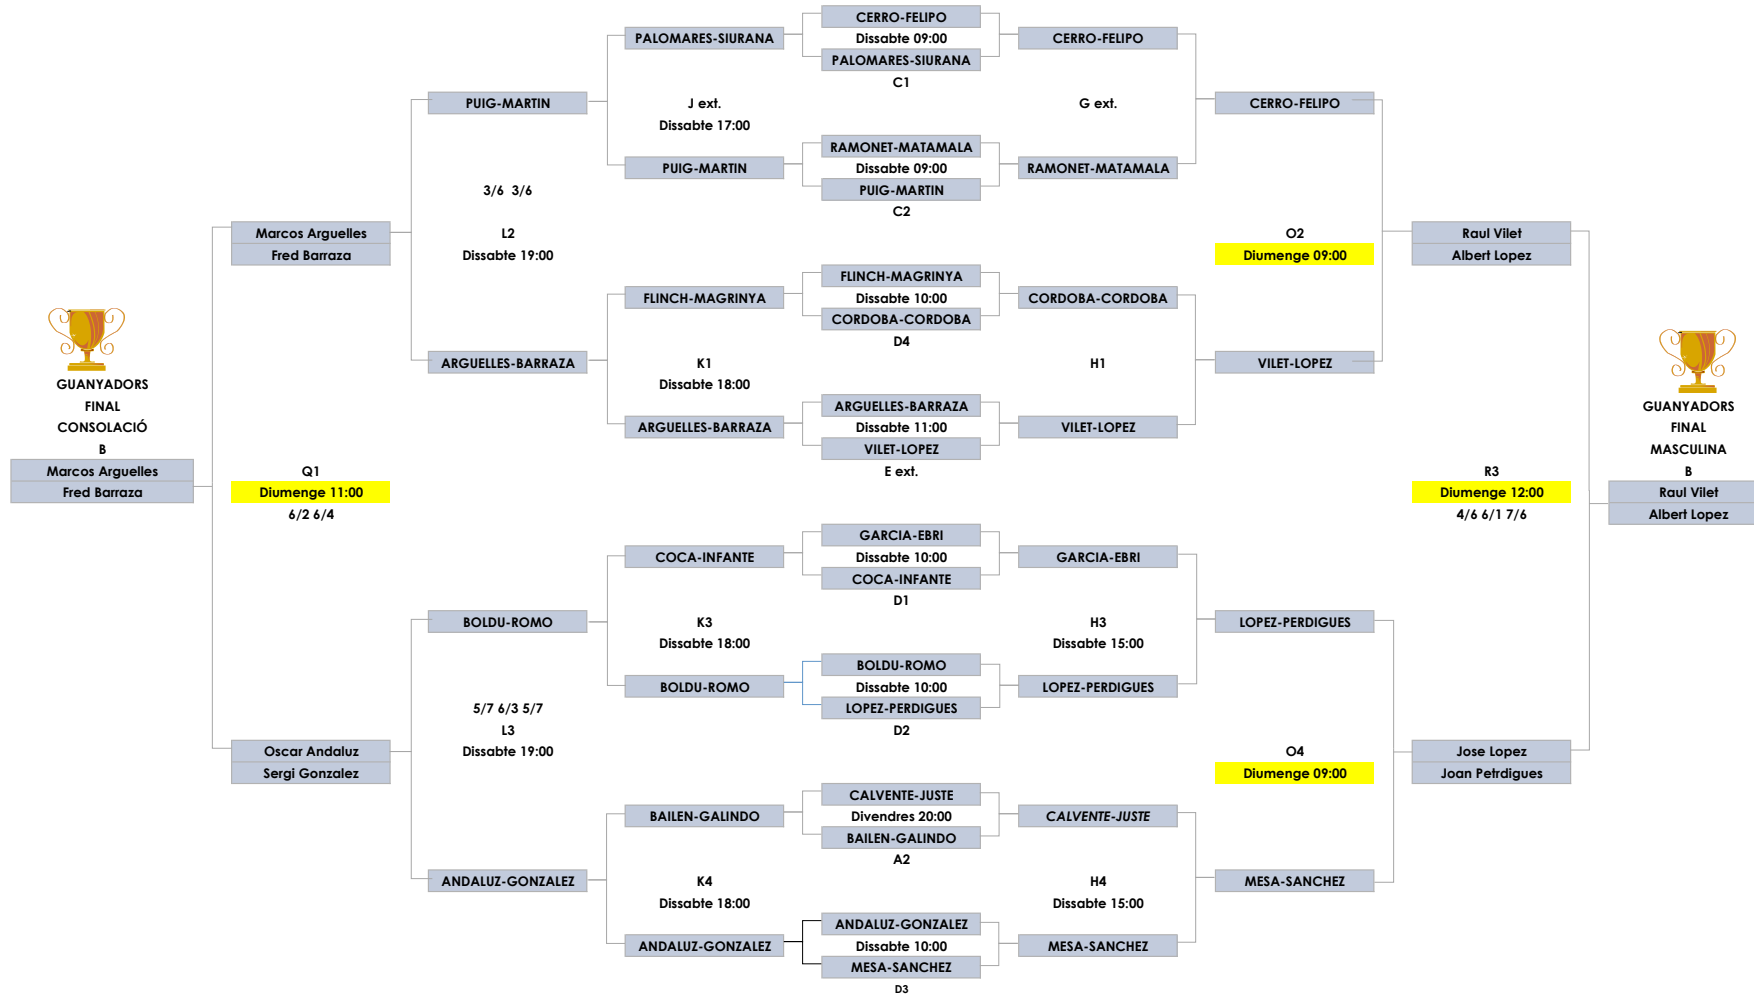 CERRO-FELIPO
PALOMARES-SIURANA
Dissabte 09:00
CERRO-FELIPO
PALOMARES-SIURANA
C1
PUIG-MARTIN
J ext.
G ext.
CERRO-FELIPO
Dissabte 17:00
RAMONET-MATAMALA
PUIG-MARTIN
Dissabte 09:00
RAMONET-MATAMALA
3/6 3/6
PUIG-MARTIN
C2
Marcos Arguelles
L2
O2
Raul Vilet
Fred Barraza
Dissabte 19:00
Diumenge 09:00
Albert Lopez
FLINCH-MAGRINYA
FLINCH-MAGRINYA
Dissabte 10:00
CORDOBA-CORDOBA
CORDOBA-CORDOBA
D4
ARGUELLES-BARRAZA
K1
H1
VILET-LOPEZ
Dissabte 18:00
GUANYADORS
FINAL
CONSOLACIÓ
B
Marcos Arguelles
Fred Barraza
ARGUELLES-BARRAZA
ARGUELLES-BARRAZA
Dissabte 11:00
VILET-LOPEZ
VILET-LOPEZ
E ext.
GUANYADORS
FINAL
MASCULINA
B
Raul Vilet
Albert Lopez
Q1
Diumenge 11:00
6/2 6/4
R3
Diumenge 12:00
4/6 6/1 7/6
GARCIA-EBRI
COCA-INFANTE
Dissabte 10:00
GARCIA-EBRI
COCA-INFANTE
D1
BOLDU-ROMO
K3
H3
LOPEZ-PERDIGUES
Dissabte 18:00
Dissabte 15:00
BOLDU-ROMO
BOLDU-ROMO
Dissabte 10:00
LOPEZ-PERDIGUES
5/7 6/3 5/7
LOPEZ-PERDIGUES
L3
D2
Oscar Andaluz
Dissabte 19:00
O4
Jose Lopez
Sergi Gonzalez
Diumenge 09:00
Joan Petrdigues
CALVENTE-JUSTE
BAILEN-GALINDO
Divendres 20:00
CALVENTE-JUSTE
BAILEN-GALINDO
A2
ANDALUZ-GONZALEZ
K4
H4
MESA-SANCHEZ
Dissabte 18:00
Dissabte 15:00
ANDALUZ-GONZALEZ
ANDALUZ-GONZALEZ
Dissabte 10:00
MESA-SANCHEZ
MESA-SANCHEZ
D3